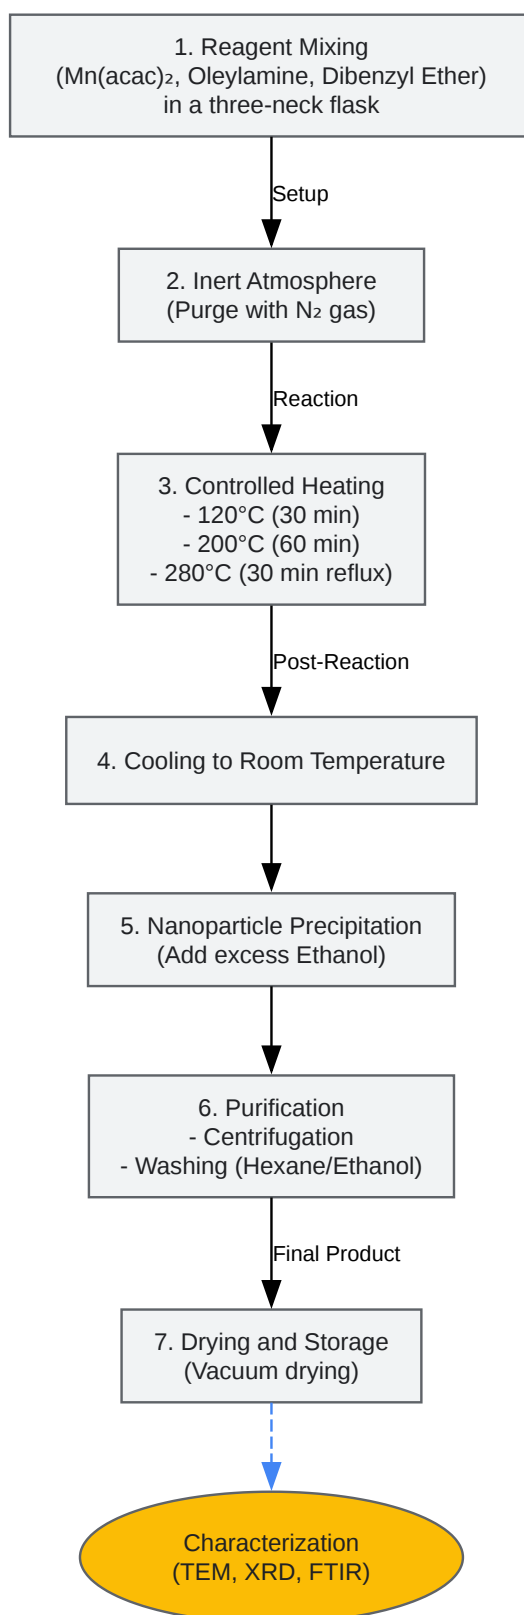 1. Reagent Mixing
(Mn(acac)₂, Oleylamine, Dibenzyl Ether)
in a three-neck flask
Setup
2. Inert Atmosphere
(Purge with N₂ gas)
Reaction
3. Controlled Heating
- 120°C (30 min)
- 200°C (60 min)
- 280°C (30 min reflux)
Post-Reaction
4. Cooling to Room Temperature
5. Nanoparticle Precipitation
(Add excess Ethanol)
6. Purification
- Centrifugation
- Washing (Hexane/Ethanol)
Final Product
7. Drying and Storage
(Vacuum drying)
Characterization
(TEM, XRD, FTIR)